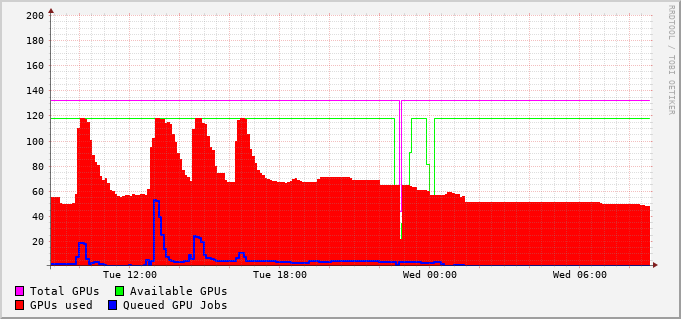 200
180
160
140
120
100
80
60
40
20
Tue 12:00 Tue 18:00 Wed 00:00 Wed 06:00
Total GPUs Available GPUs
GPUs used Queued GPU Jobs
RRDTOOL / TOBI OETIKER